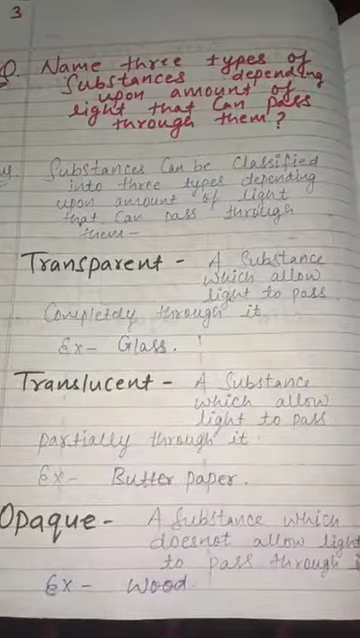 3
Q. Name three types of
Substances depending
upon amount of
light that Can pass
through them?
Substances Can be Classified
into three types depending
upon amount of light
that Can pass through
them-
Transparent - A Substance
which allow
light to pass
Completely through it
Ex- Glass.
Translucent - A Substance
which allow
light to pass
partially through it.
Ex- Butter paper.
Opaque - A Substance which
doesnot allow light
to pass through
Ex- Wood.